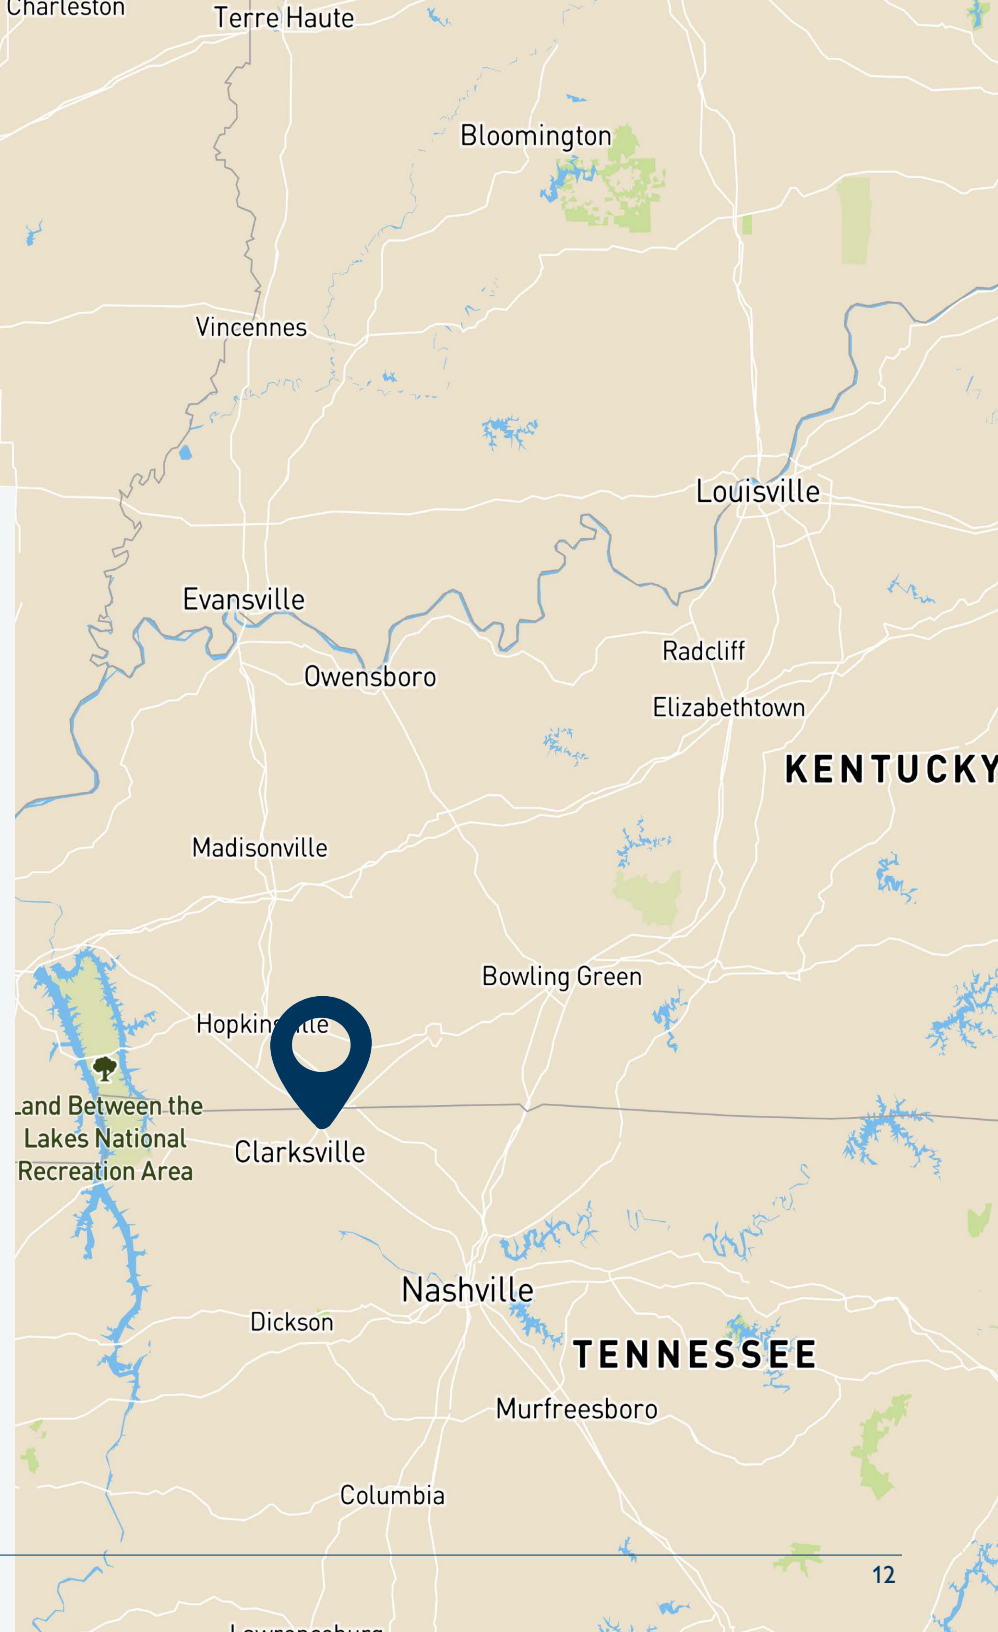 Charleston
Terre Haute
Bloomington
Vincennes
Louisville
Evansville
Radcliff
Owensboro
Elizabethtown
KENTUCKY
Madisonville
Bowling Green
Land Between the
Lakes National
Recreation Area
Clarksville
Nashville
Dickson
TENNESSEE
Murfreesboro
Columbia
12